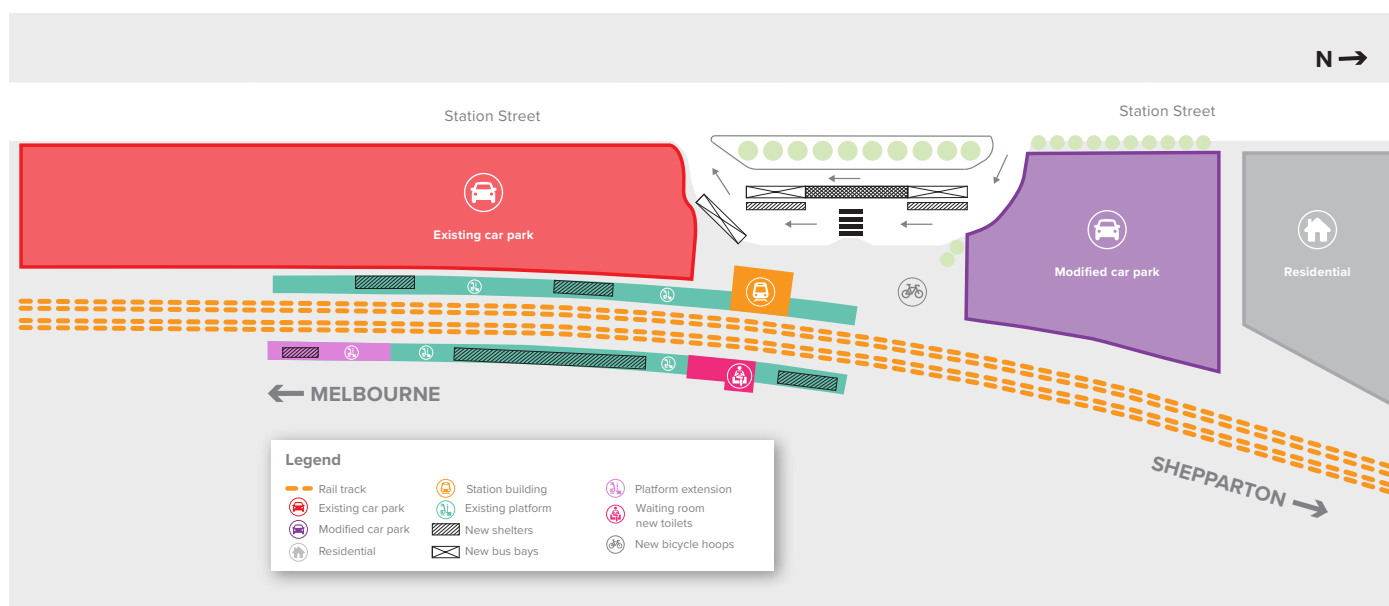 N
Station Street
Station Street
Existing car park
Modified car park
Residential
MELBOURNE
SHEPPARTON
Legend
Rail track
Existing car park
Modified car park
Residential
Station building
Existing platform
New shelters
New bus bays
Platform extension
Waiting room
new toilets
New bicycle hoops